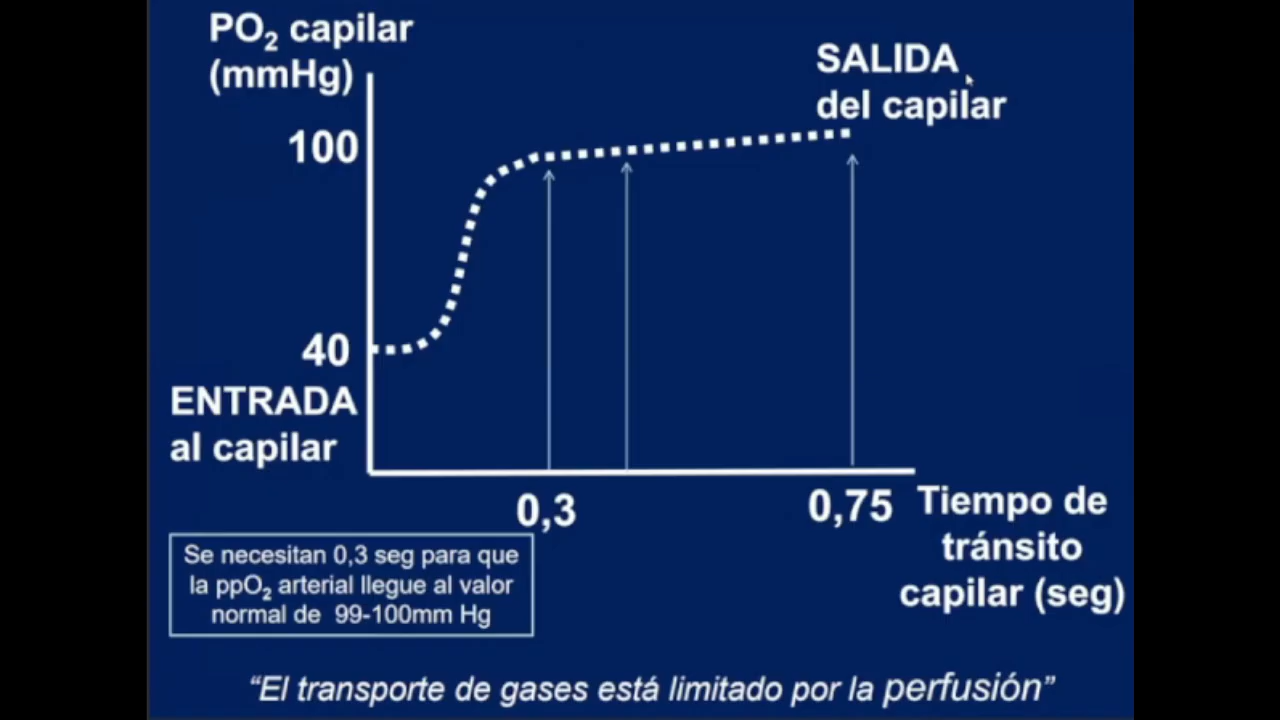 PO₂ capilar
(mmHg)
SALIDA
del capilar
100
40
ENTRADA
al capilar
0,3
0,75
Tiempo de
tránsito
capilar (seg)
Se necesitan 0,3 seg para que
la ppO₂ arterial llegue al valor
normal de 99-100mm Hg
“El transporte de gases está limitado por la perfusión”